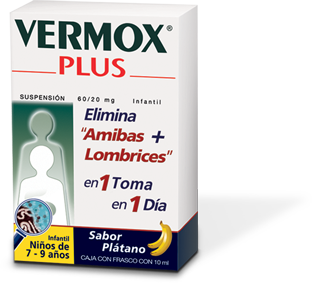 VERMOX®
PLUS
SUSPENSIÓN 60/20 mg Infantil
Elimina
"Amibas +
Lombrices"
en 1 Toma
en 1 Día
Infantil
Niños de
7 - 9 años
Sabor
Plátano
CAJA CON FRASCO CON 10 ml